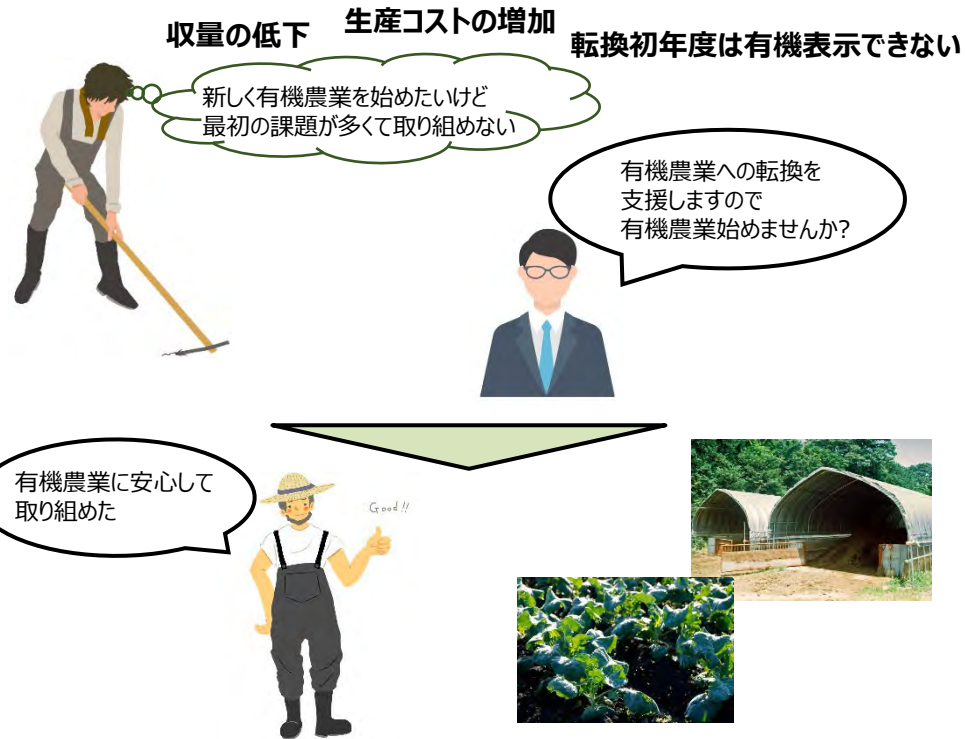 収量の低下
生産コストの増加
転換初年度は有機表示できない
新しく有機農業を始めたいけど
最初の課題が多くて取り組めない
有機農業への転換を
支援しますので
有機農業始めませんか?
有機農業に安心して
取り組めた
Good!!